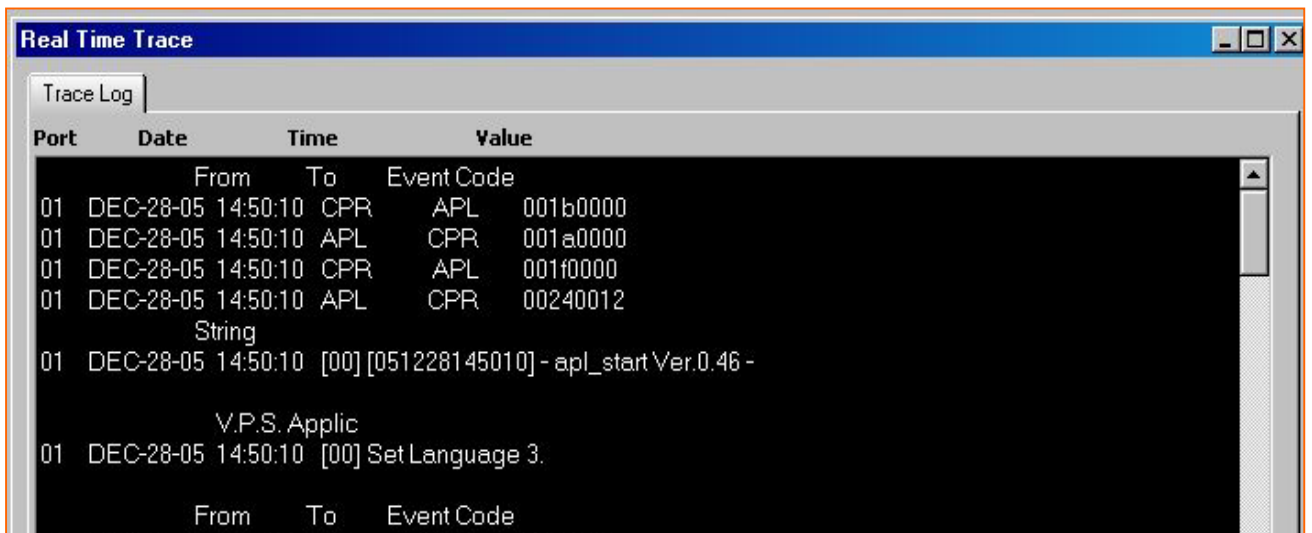 Real Time Trace
Trace Log
Port Date Time Value
From To Event Code
01 DEC-28-05 14:50:10 CPR APL 001b0000
01 DEC-28-05 14:50:10 APL CPR 001a0000
01 DEC-28-05 14:50:10 CPR APL 001f0000
01 DEC-28-05 14:50:10 APL CPR 00240012
String
01 DEC-28-05 14:50:10 [00] [051228145010] - apl_start Ver.0.46 -
V.P.S. Applic
01 DEC-28-05 14:50:10 [00] Set Language 3.
From To Event Code